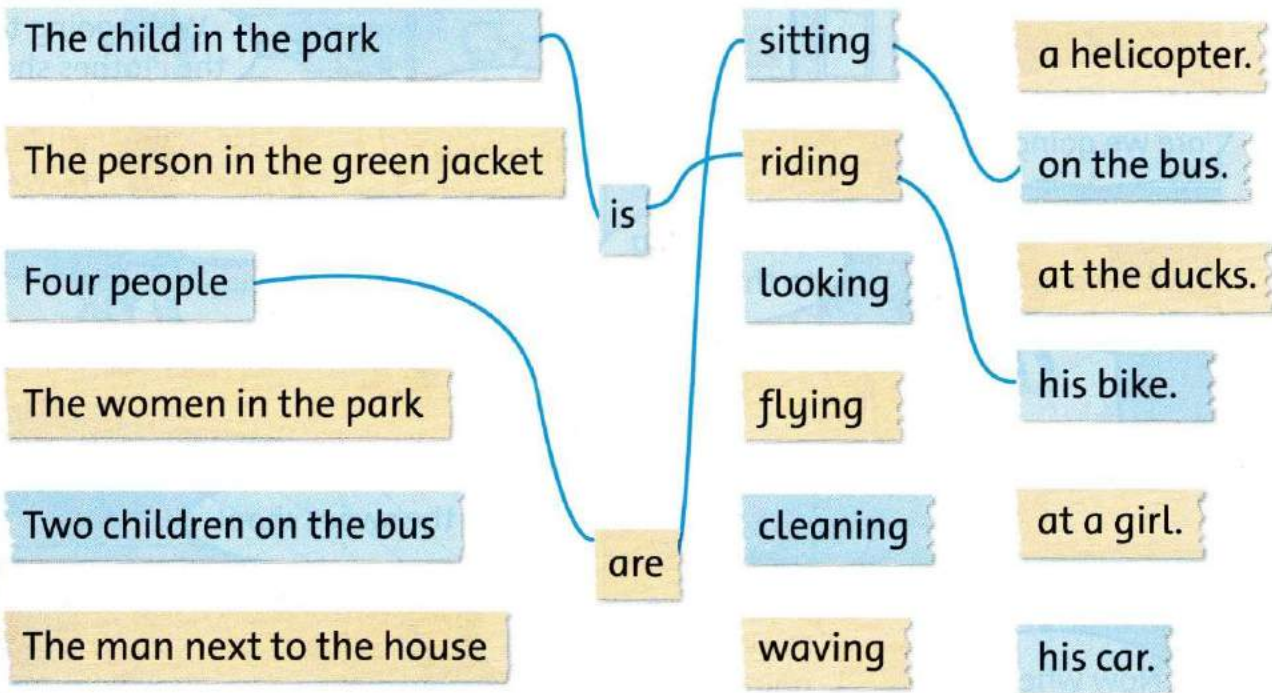 The child in the park
The person in the green jacket
Four people
The women in the park
Two children on the bus
The man next to the house
is
are
sitting
riding
looking
flying
cleaning
waving
a helicopter.
on the bus.
at the ducks.
his bike.
at a girl.
his car.